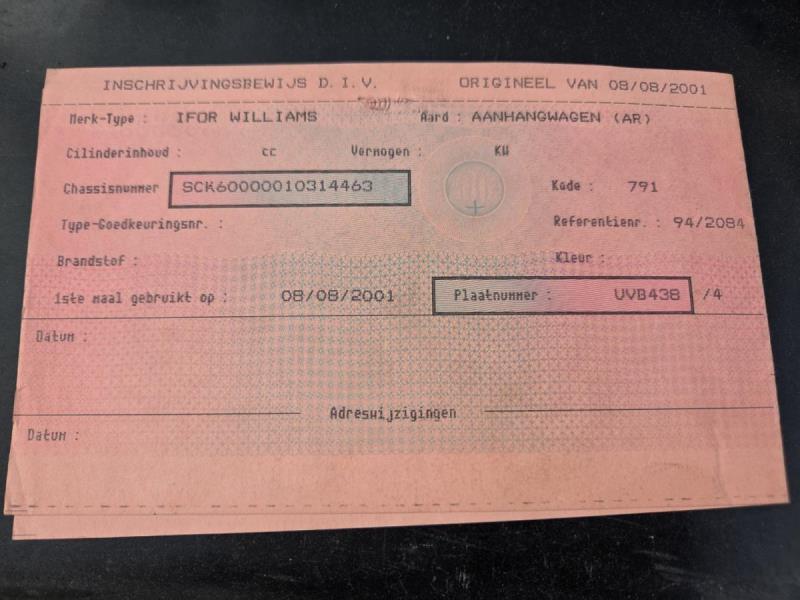 INSCHRIJVINGSBEWIJS D.I.V. ORIGINEEL VAN 08/08/2001
Merk-Type : IFOR WILLIAMS Aard : AANHANGWAGEN (AR)
Cilinderinhoud : cc Vermogen : KW
Chassisnummer SCK60000010314463 Kode : 791
Type-Goedkeuringsnr. : Referentienr. : 94/2084
Brandstof : Kleur :
1ste maal gebruikt op : 08/08/2001 Plaatnummer : UVB438 /4
Datum :
Adreswijzigingen
Datum :